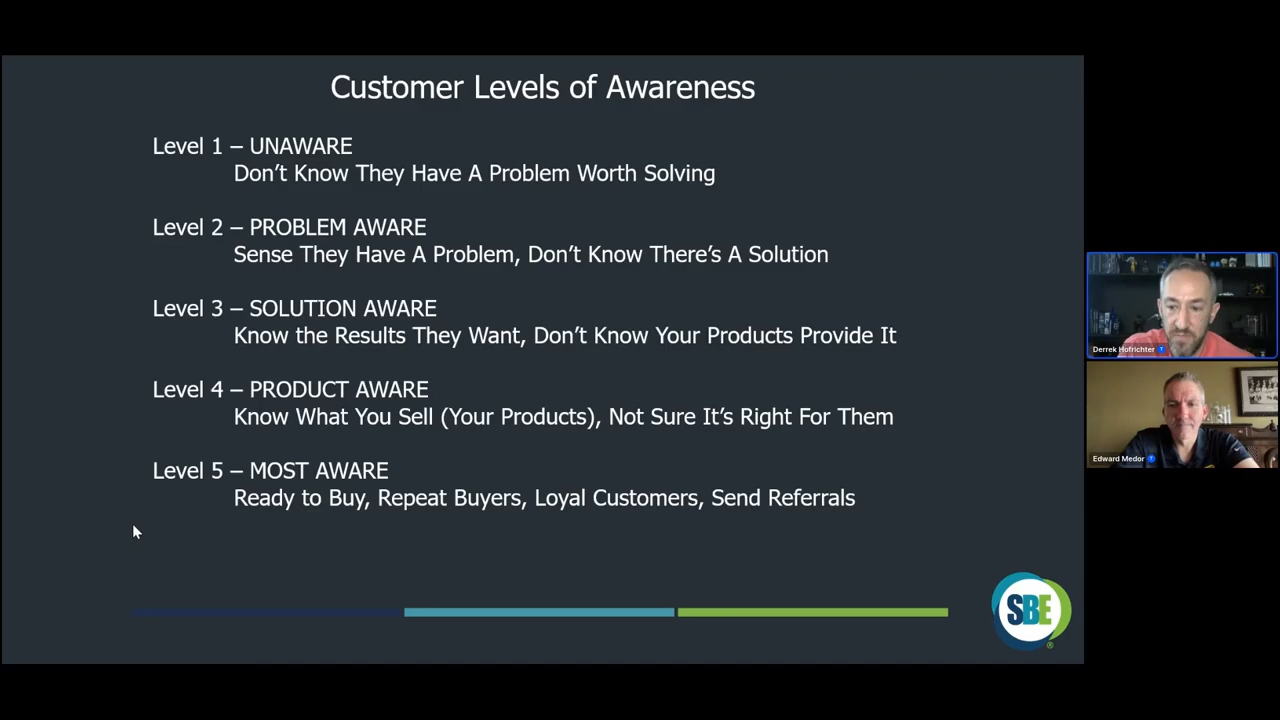 Customer Levels of Awareness
Level 1 – UNAWARE
Don’t Know They Have A Problem Worth Solving
Level 2 – PROBLEM AWARE
Sense They Have A Problem, Don’t Know There’s A Solution
Level 3 – SOLUTION AWARE
Know the Results They Want, Don’t Know Your Products Provide It
Level 4 – PRODUCT AWARE
Know What You Sell (Your Products), Not Sure It’s Right For Them
Level 5 – MOST AWARE
Ready to Buy, Repeat Buyers, Loyal Customers, Send Referrals
SBE
®
Derrek Hofrichter
Edward Medor